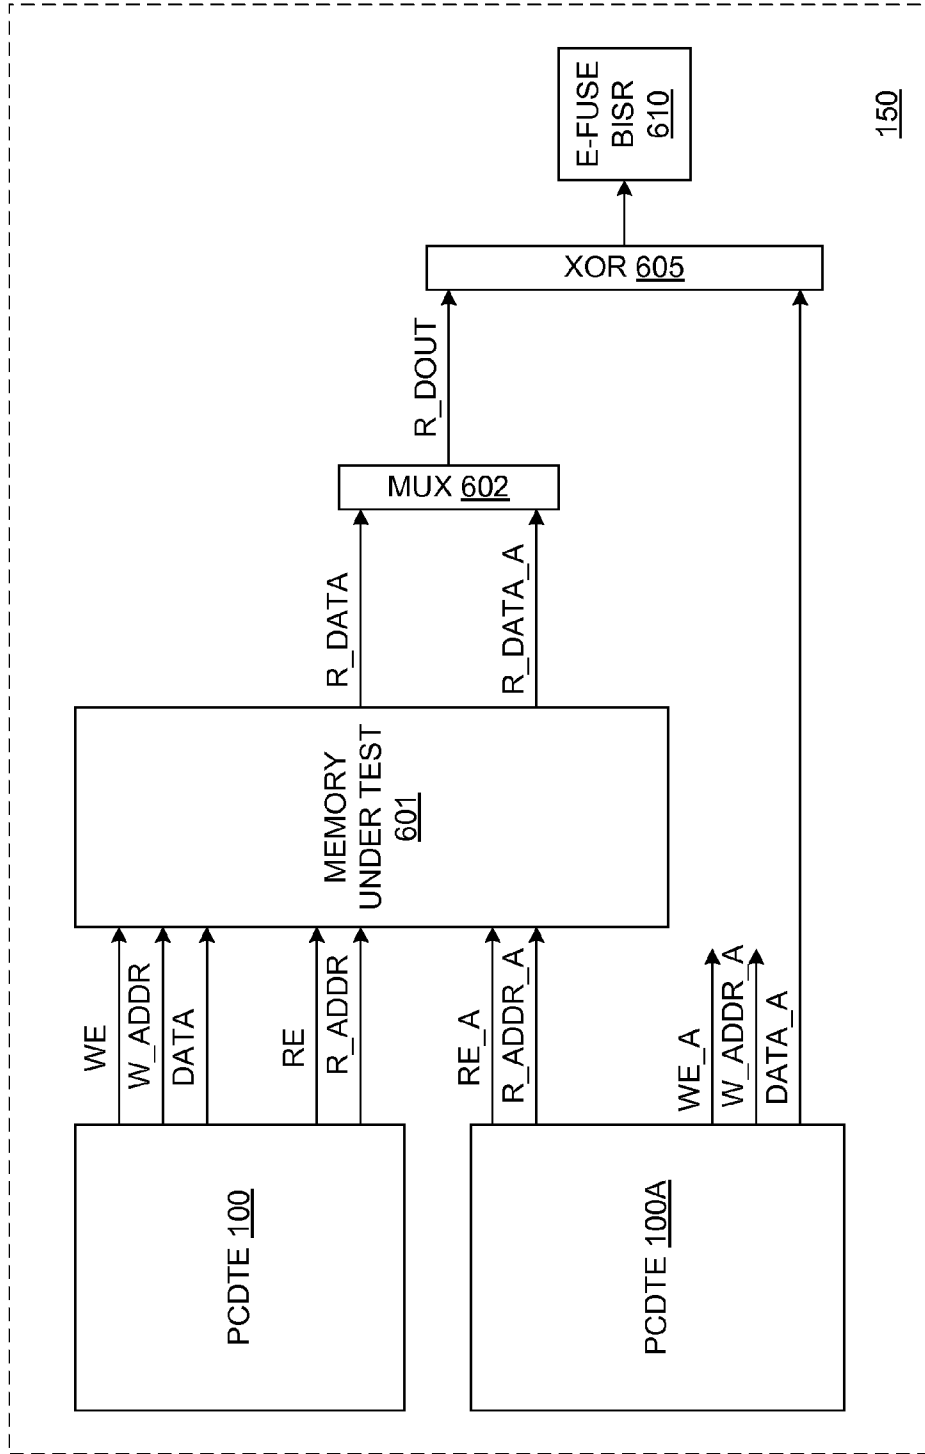 PCDTE 100
WE
W_ADDR
DATA
RE
R_ADDR
PCDTE 100A
RE_A
R_ADDR_A
WE_A
W_ADDR_A
DATA_A
MEMORY
UNDER TEST
601
R_DATA
R_DATA_A
MUX 602
R_DOUT
XOR 605
E-FUSE
BISR
610
150